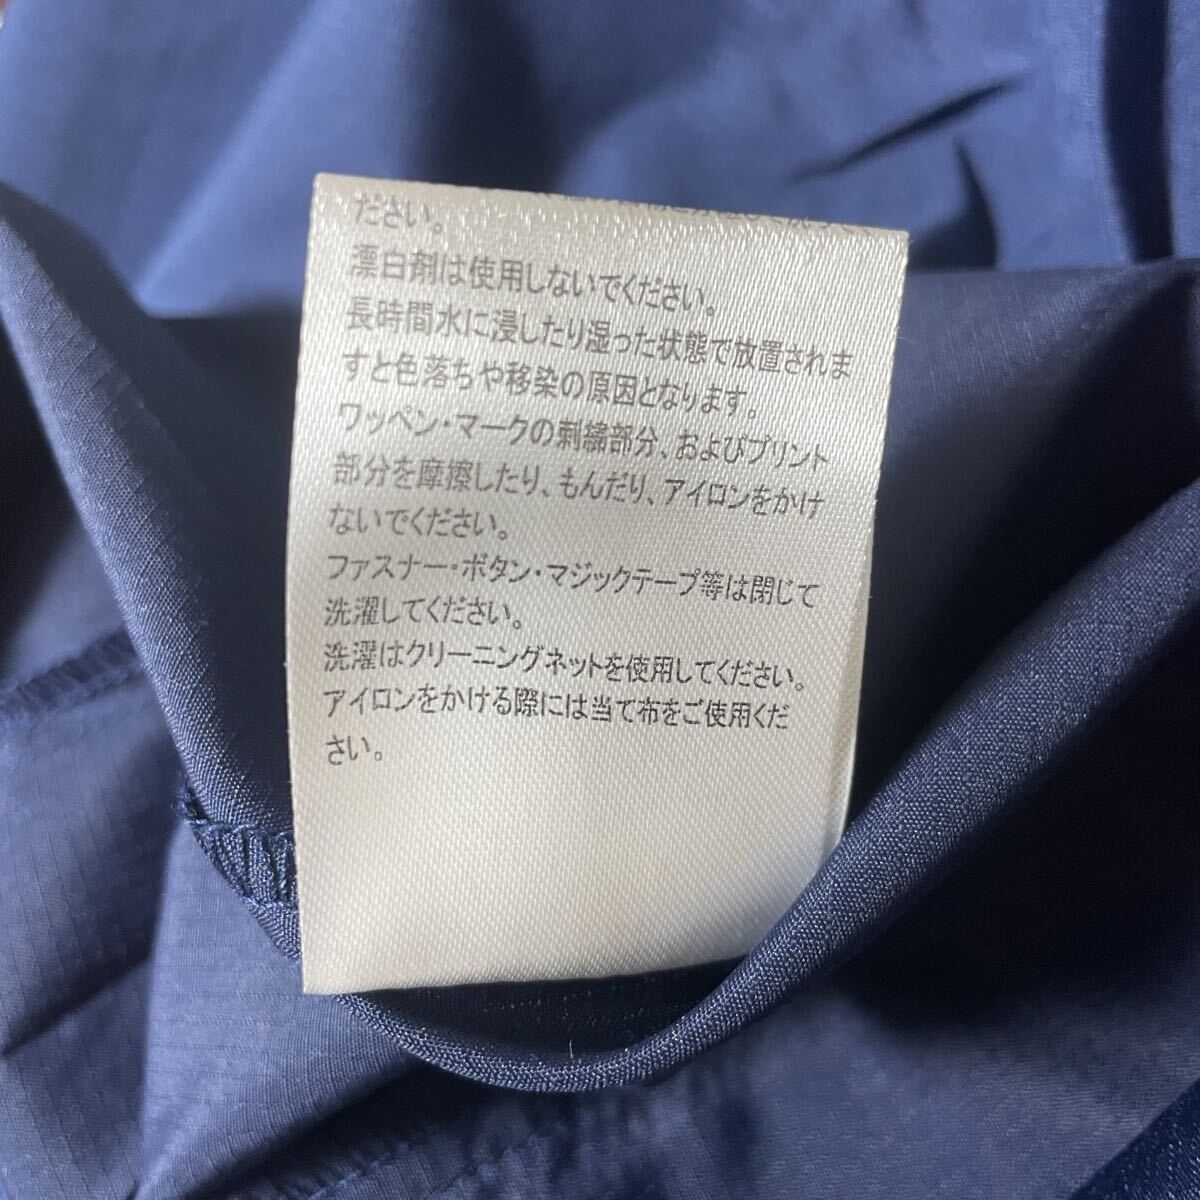 ださい。
漂白剤は使用しないでください。
長時間水に浸したり湿った状態で放置されま
すと色落ちや移染の原因となります。
ワッペン・マークの刺繍部分、およびプリント
部分を摩擦したり、もんだり、アイロンをかけ
ないでください。
ファスナー・ボタン・マジックテープ等は閉じて
洗濯してください。
洗濯はクリーニングネットを使用してください。
アイロンをかける際には当て布をご使用くだ
さい。